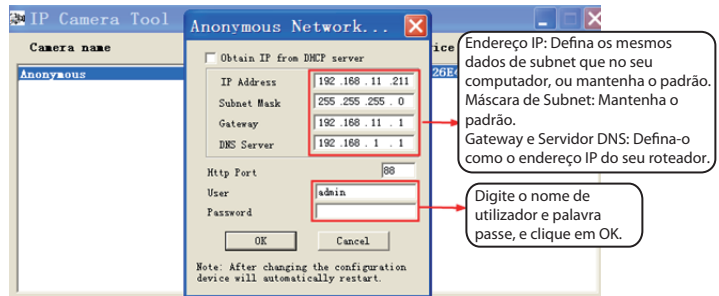 IP Camera Tool
Camera name
Anonymous
Anonymous Network...
Obtain IP from DHCP server
IP Address 192 .168 . 11 .211
Subnet Mask 255 .255 .255 . 0
Gateway 192 .168 . 11 . 1
DNS Server 192 .168 . 1 . 1
Http Port 88
User admin
Password
OK Cancel
Note: After changing the configuration
device will automatically restart.
Endereço IP: Defina os mesmos
dados de subnet que no seu
computador, ou mantenha o padrão.
Máscara de Subnet: Mantenha o
padrão.
Gateway e Servidor DNS: Defina-o
como o endereço IP do seu roteador.
Digite o nome de
utilizador e palavra
passe, e clique em OK.